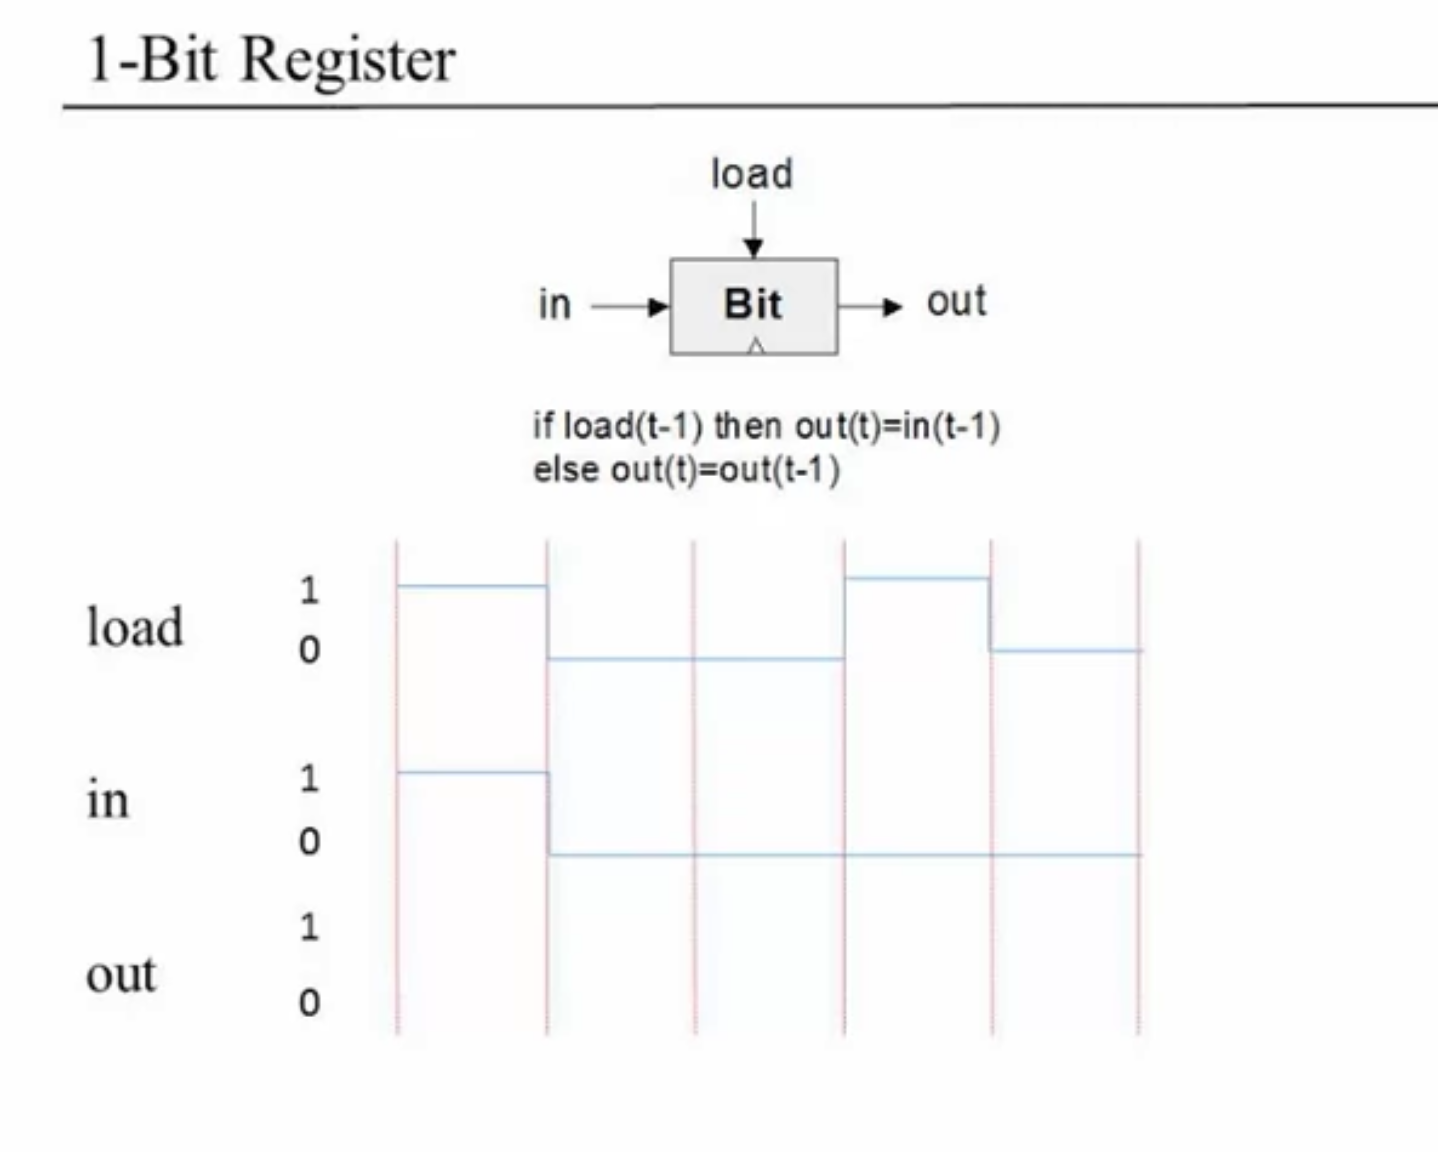 1-Bit Register
load
in
Bit
out
if load(t-1) then out(t)=in(t-1)
else out(t)=out(t-1)
load
1
0
in
1
0
out
1
0